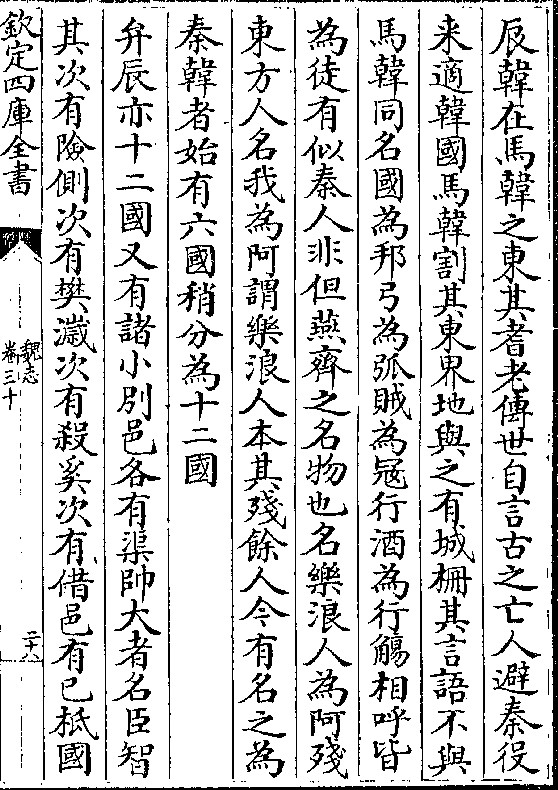 辰韓在馬韓之東其耆老傳世自言古之亡人避秦役
来適韓國馬韓割其東界地與之有城柵其言語不與
馬韓同名國為邦弓為弧賊為寇行酒為行觴相呼皆
為徒有似秦人非但燕齊之名物也名樂浪人為阿殘
東方人名我為阿謂樂浪人本其殘餘人今有名之為
秦韓者始有六國稍分為十二國
弁辰亦十二國又有諸小別邑各有渠帥大者名臣智
其次有險側次有樊濊次有殺奚次有借邑有已柢國
欽定四庫全書
魏志
卷三十
二十八